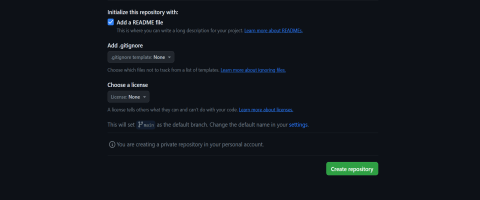 Initialize this repository with:
Add a README file
This is where you can write a long description for your project. Learn more about READMEs.
Add .gitignore
.gitignore template: None
Choose which files not to track from a list of templates. Learn more about ignoring files.
Choose a license
License: None
A license tells others what they can and can't do with your code. Learn more about licenses.
This will set main as the default branch. Change the default name in your settings.
You are creating a private repository in your personal account.
Create repository